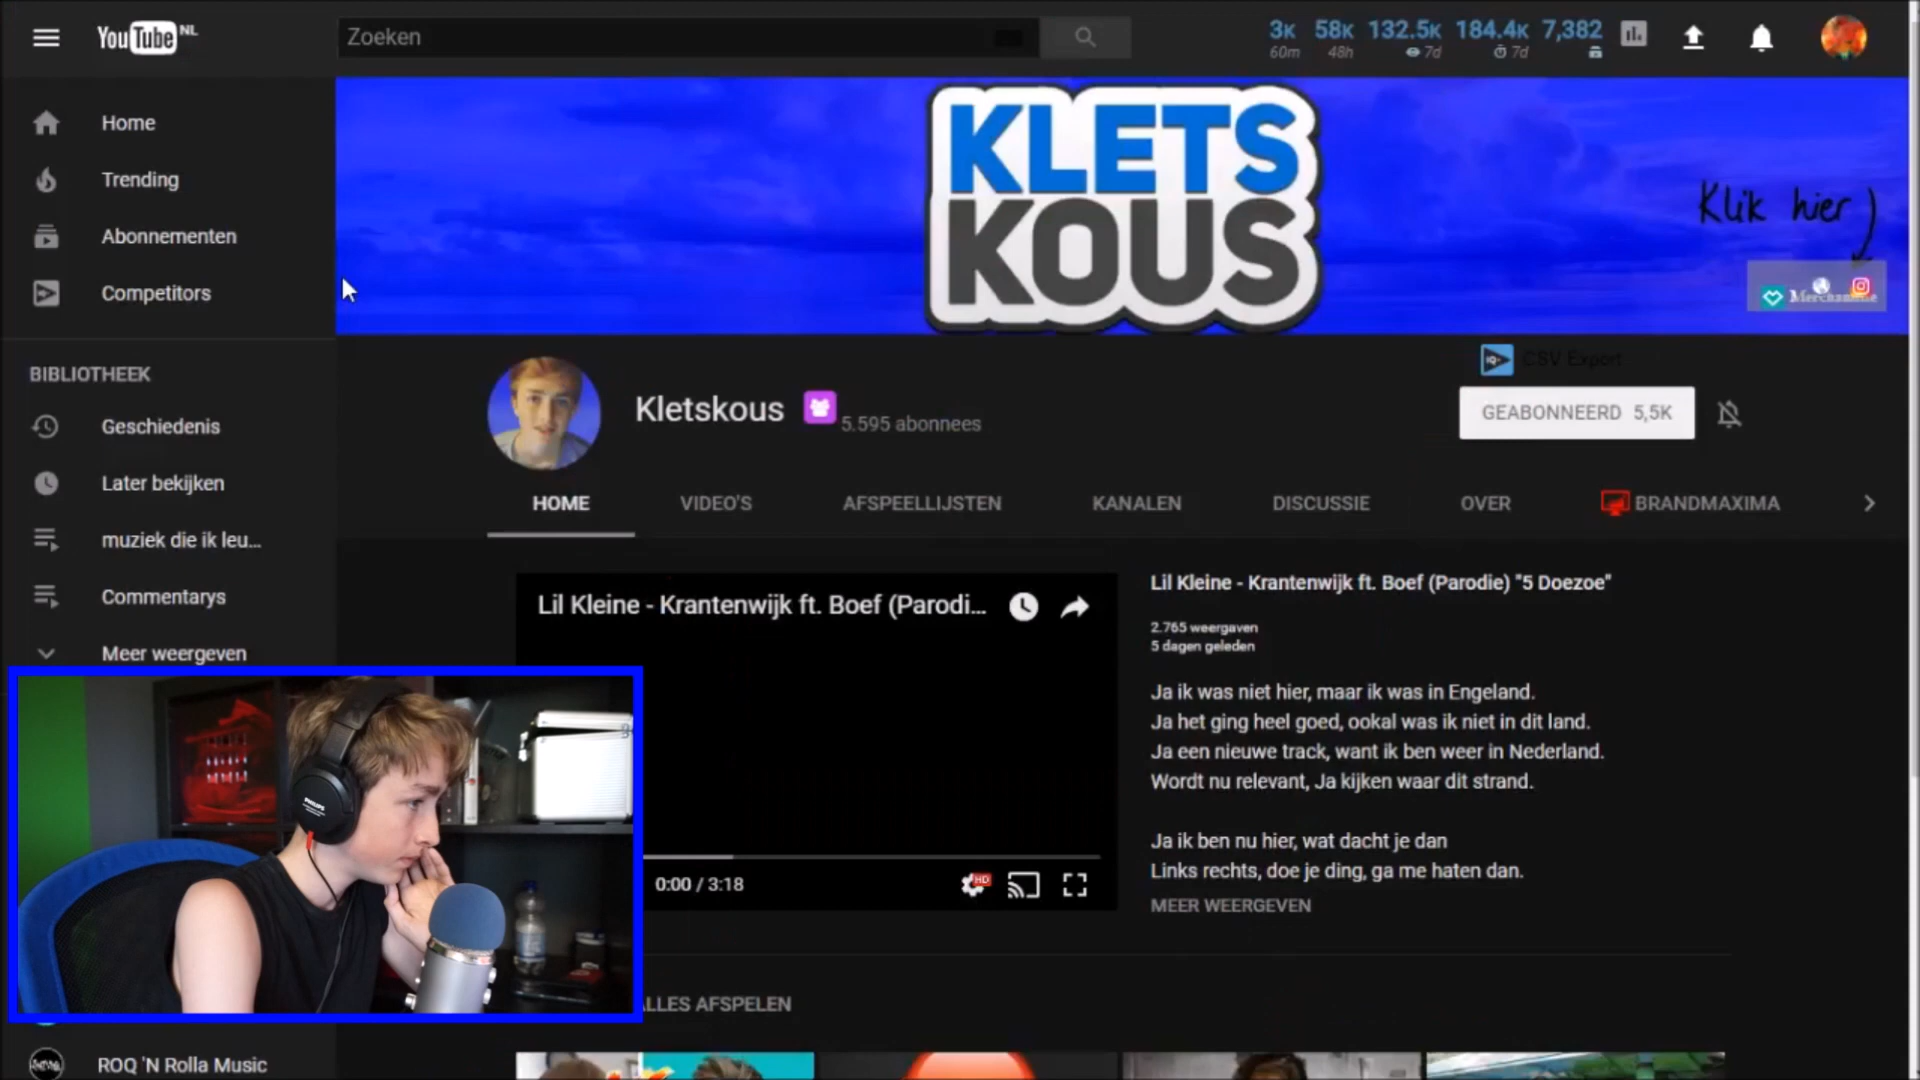 YouTube NL
Zoeken
3K 58K 132.5K 184.4K 7,382
60m 48h 7d 7d
Home
Trending
Abonnementen
Competitors
BIBLIOTHEEK
Geschiedenis
Later bekijken
muziek die ik leu...
Commentarys
Meer weergeven
KLETS
KOUS
Klik hier
Merchandise
CSV Export
Kletskous
5.595 abonnees
GEABONNEERD 5,5K
HOME VIDEO'S AFSPEELLIJSTEN KANALEN DISCUSSIE OVER BRANDMAXIMA
Lil Kleine - Krantenwijk ft. Boef (Parodi...
0:00 / 3:18
HD
Lil Kleine - Krantenwijk ft. Boef (Parodie) "5 Doezoe"
2.765 weergaven
5 dagen geleden
Ja ik was niet hier, maar ik was in Engeland.
Ja het ging heel goed, ookal was ik niet in dit land.
Ja een nieuwe track, want ik ben weer in Nederland.
Wordt nu relevant, Ja kijken waar dit strand.
Ja ik ben nu hier, wat dacht je dan
Links rechts, doe je ding, ga me haten dan.
MEER WEERGEVEN
PHILIPS
ALLES AFSPELEN
ROQ 'N Rolla Music